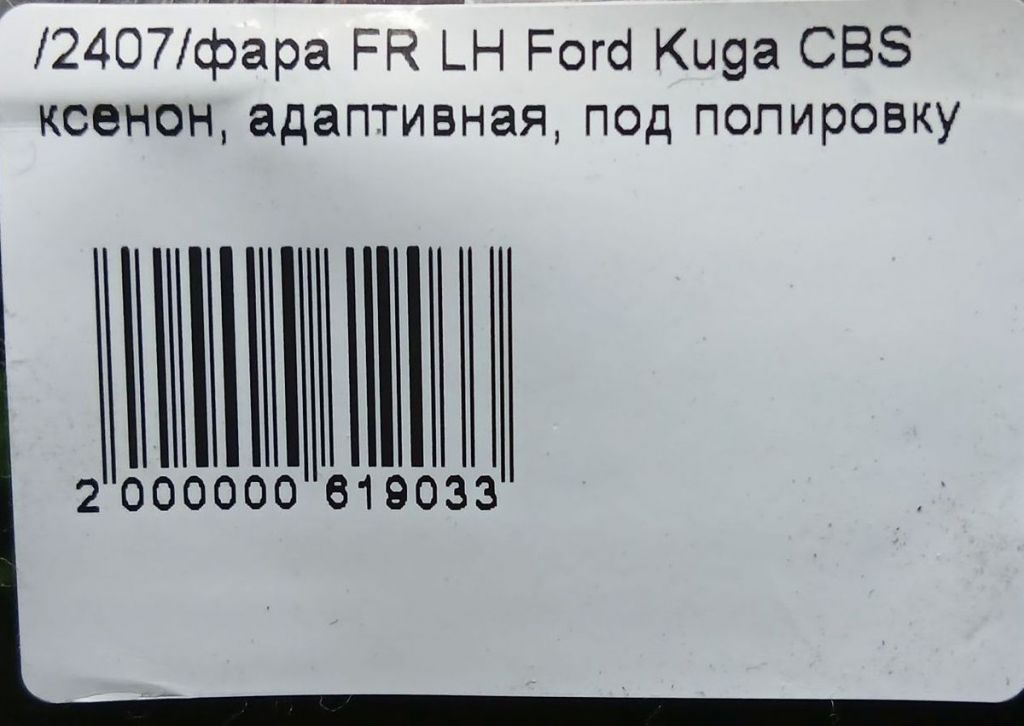 /2407/фара FR LH Ford Kuga CBS
ксенон, адаптивная, под полировку
2 000000 619033